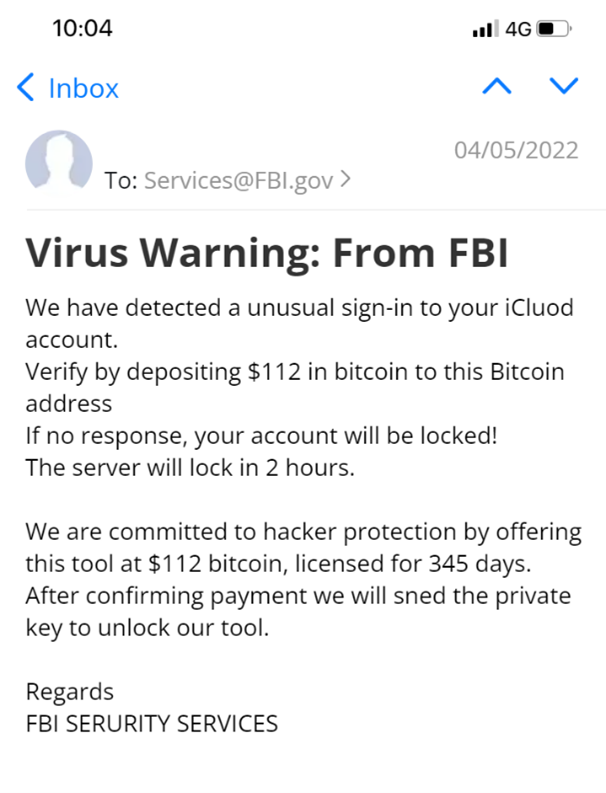 10:04
4G
Inbox
04/05/2022
To: Services@FBI.gov
Virus Warning: From FBI
We have detected a unusual sign-in to your iCluod
account.
Verify by depositing $112 in bitcoin to this Bitcoin
address
If no response, your account will be locked!
The server will lock in 2 hours.
We are committed to hacker protection by offering
this tool at $112 bitcoin, licensed for 345 days.
After confirming payment we will sned the private
key to unlock our tool.
Regards
FBI SERURITY SERVICES